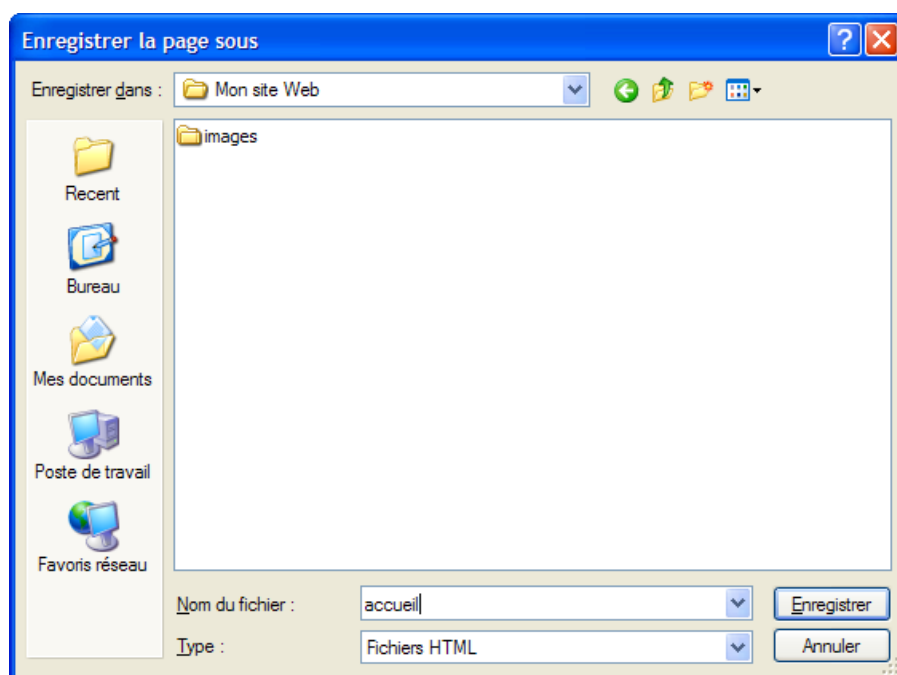 Enregistrer la page sous
Enregistrer dans :
Mon site Web
images
Recent
Bureau
Mes documents
Poste de travail
Favoris réseau
Nom du fichier :
accueil
Enregistrer
Type :
Fichiers HTML
Annuler